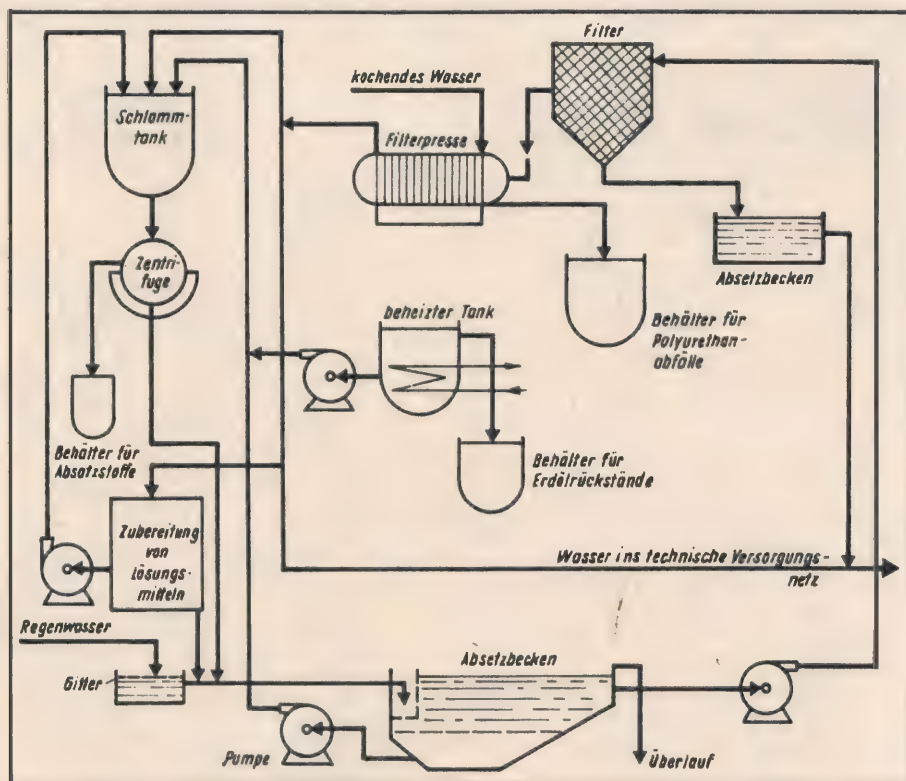 Filter
kochendes Wasser
Schlamm-
tank
Filterpresse
Zentri-
fuge
Absetzbecken
beheizter Tank
Behälter für
Polyurethan-
abfälle
Behälter für
Absatzstoffe
Behälter für
Erdölrückstände
Zubereitung
von
Lösungs-
mitteln
Wasser ins technische Versorgungs-
netz
Regenwasser
Gitter
Absetzbecken
Pumpe
Überlauf